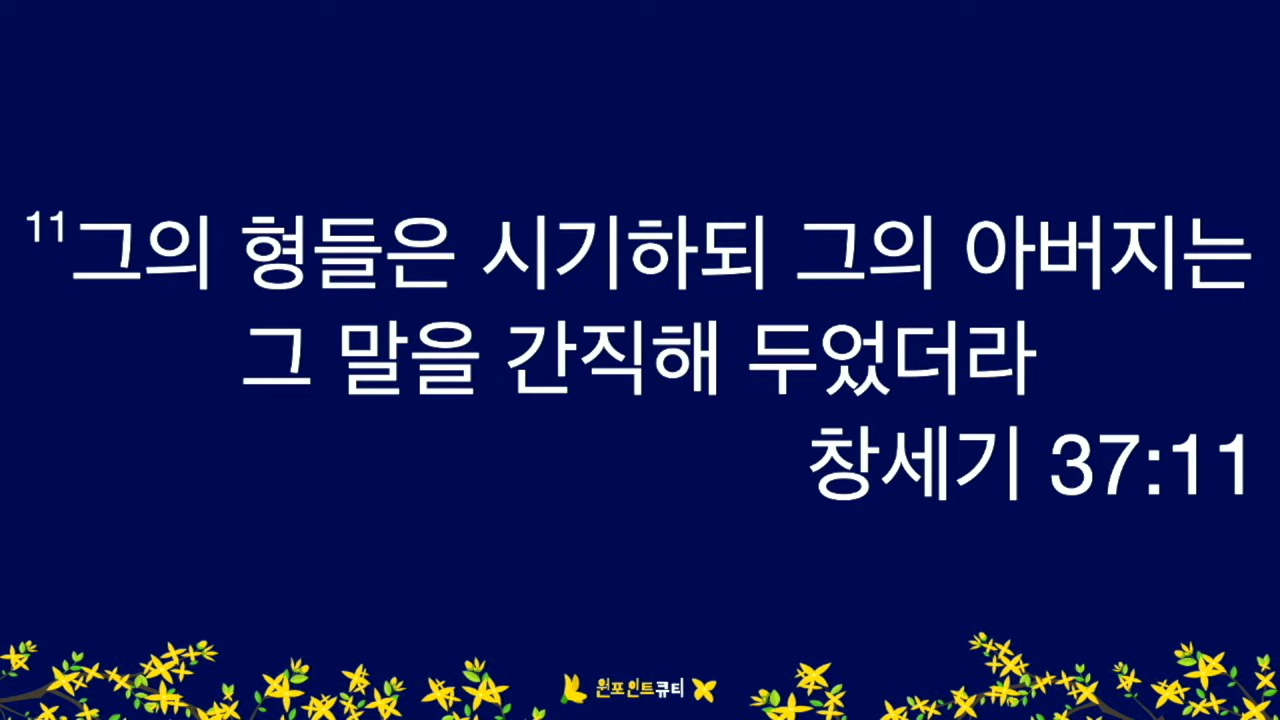 11그의 형들은 시기하되 그의 아버지는
그 말을 간직해 두었더라
창세기 37:11
원포인트큐티